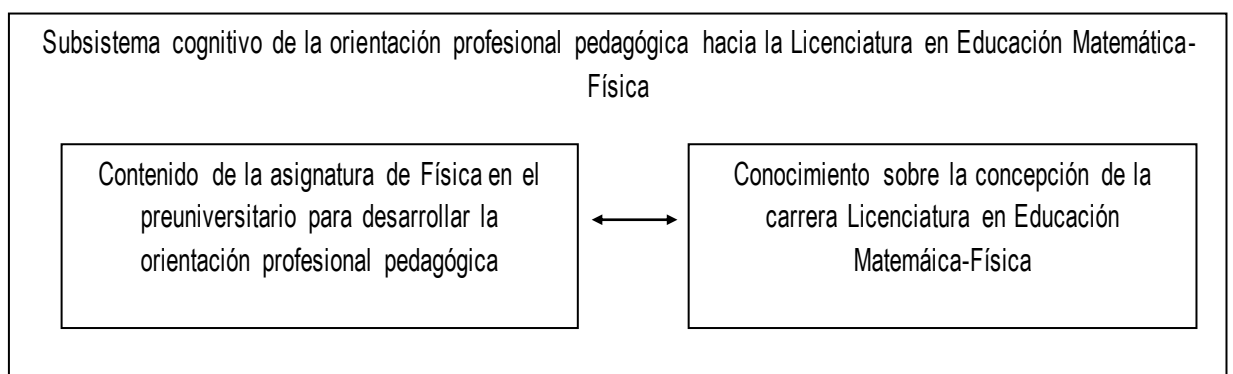 Subsistema cognitivo de la orientación profesional pedagógica hacia la Licenciatura en Educación Matemática-
Física
Contenido de la asignatura de Física en el
preuniversitario para desarrollar la
orientación profesional pedagógica
Conocimiento sobre la concepción de la
carrera Licenciatura en Educación
Matemáica-Física